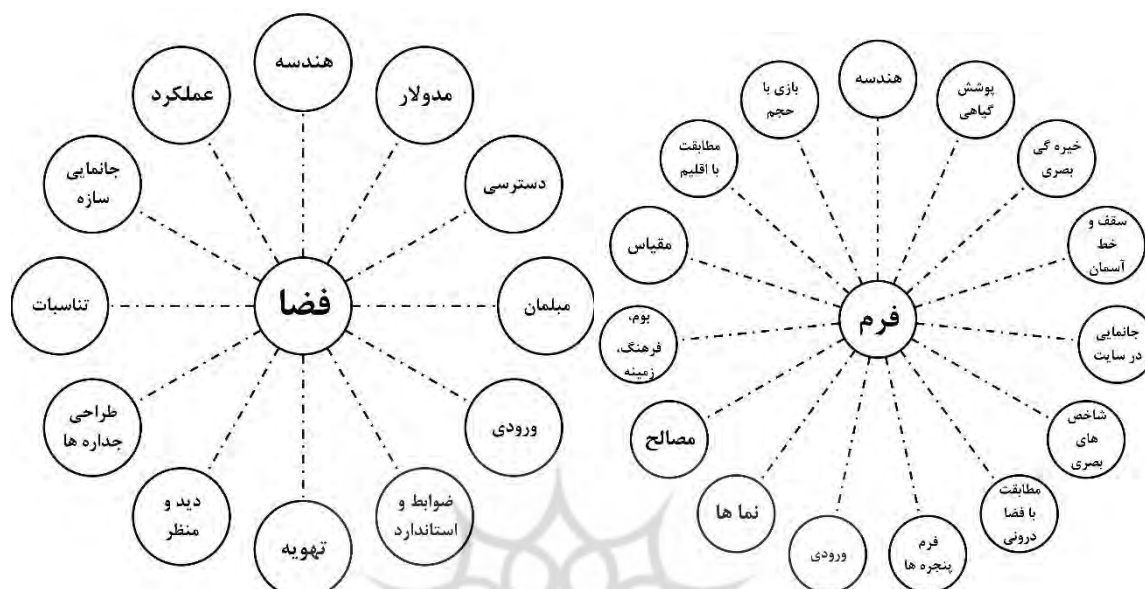 هندسه
پوشش
گیاهی
خیره گی
بصری
سقف و
خط
آسمان
جانمایی
در سایت
شاخص
های
بصری
مطابقت
با فضا
درونی
فرم
پنجره ها
ورودی
نما ها
مصالح
بوم،
فرهنگ،
زمینه
مقیاس
مطابقت
با اقلیم
بازی با
حجم
فرم
هندسه
مدولار
دسترسی
مبلمان
ورودی
ضوابط و
استاندارد
تهویه
دید و
منظر
طراحی
جداره ها
تناسبات
جانمایی
سازه
عملکرد
فضا